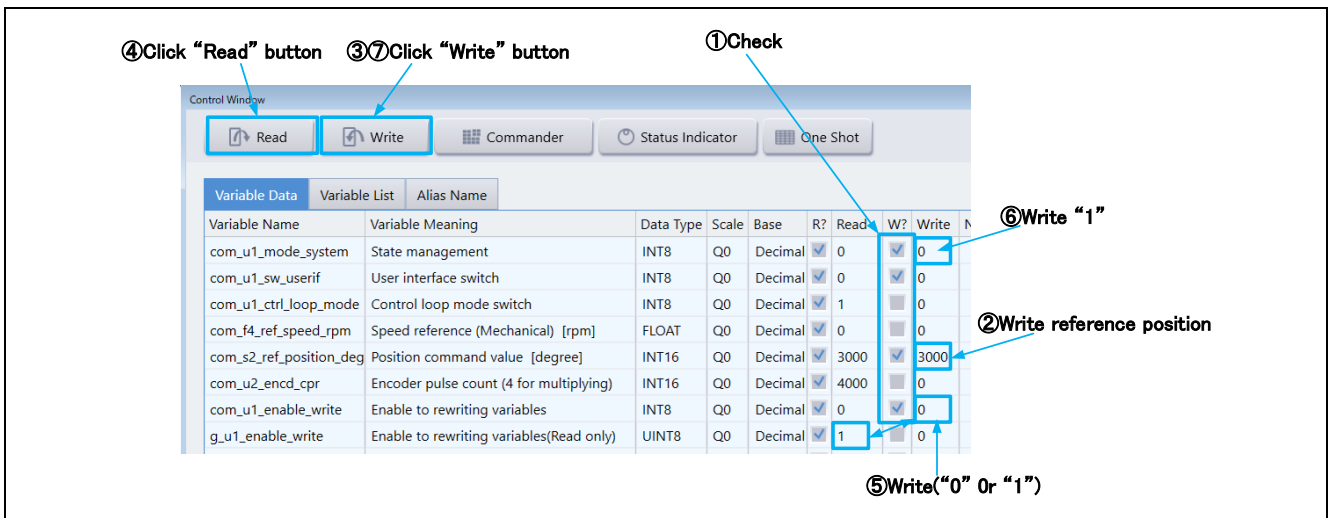 ④Click “Read” button ③⑦Click “Write” button ①Check
Control Window
Read Write Commander Status Indicator One Shot
Variable Data Variable List Alias Name
Variable Name Variable Meaning Data Type Scale Base R? Read W? Write N
com_u1_mode_system State management INT8 Q0 Decimal 0 0
com_u1_sw_userif User interface switch INT8 Q0 Decimal 0 0
com_u1_ctrl_loop_mode Control loop mode switch INT8 Q0 Decimal 1 0
com_f4_ref_speed_rpm Speed reference (Mechanical) [rpm] FLOAT Q0 Decimal 0 0
com_s2_ref_position_deg Position command value [degree] INT16 Q0 Decimal 3000 3000
com_u2_encd_cpr Encoder pulse count (4 for multiplying) INT16 Q0 Decimal 4000 0
com_u1_enable_write Enable to rewriting variables INT8 Q0 Decimal 0 0
g_u1_enable_write Enable to rewriting variables(Read only) UINT8 Q0 Decimal 1 0
⑥Write “1”
②Write reference position
⑤Write(“0” 0r “1”)